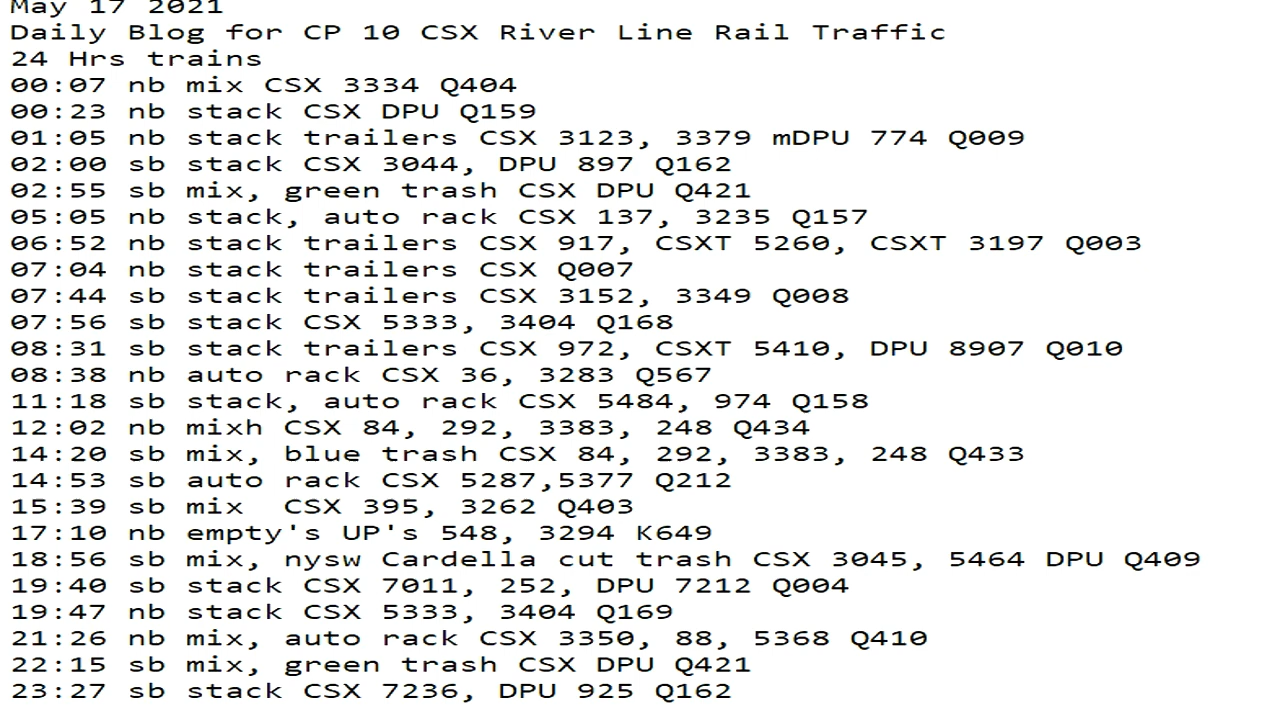 May 17 2021
Daily Blog for CP 10 CSX River Line Rail Traffic
24 Hrs trains
00:07 nb mix CSX 3334 Q404
00:23 nb stack CSX DPU Q159
01:05 nb stack trailers CSX 3123, 3379 mDPU 774 Q009
02:00 sb stack CSX 3044, DPU 897 Q162
02:55 sb mix, green trash CSX DPU Q421
05:05 nb stack, auto rack CSX 137, 3235 Q157
06:52 nb stack trailers CSX 917, CSXT 5260, CSXT 3197 Q003
07:04 nb stack trailers CSX Q007
07:44 sb stack trailers CSX 3152, 3349 Q008
07:56 sb stack CSX 5333, 3404 Q168
08:31 sb stack trailers CSX 972, CSXT 5410, DPU 8907 Q010
08:38 nb auto rack CSX 36, 3283 Q567
11:18 sb stack, auto rack CSX 5484, 974 Q158
12:02 nb mixh CSX 84, 292, 3383, 248 Q434
14:20 sb mix, blue trash CSX 84, 292, 3383, 248 Q433
14:53 sb auto rack CSX 5287,5377 Q212
15:39 sb mix  CSX 395, 3262 Q403
17:10 nb empty's UP's 548, 3294 K649
18:56 sb mix, nysw Cardella cut trash CSX 3045, 5464 DPU Q409
19:40 sb stack CSX 7011, 252, DPU 7212 Q004
19:47 nb stack CSX 5333, 3404 Q169
21:26 nb mix, auto rack CSX 3350, 88, 5368 Q410
22:15 sb mix, green trash CSX DPU Q421
23:27 sb stack CSX 7236, DPU 925 Q162